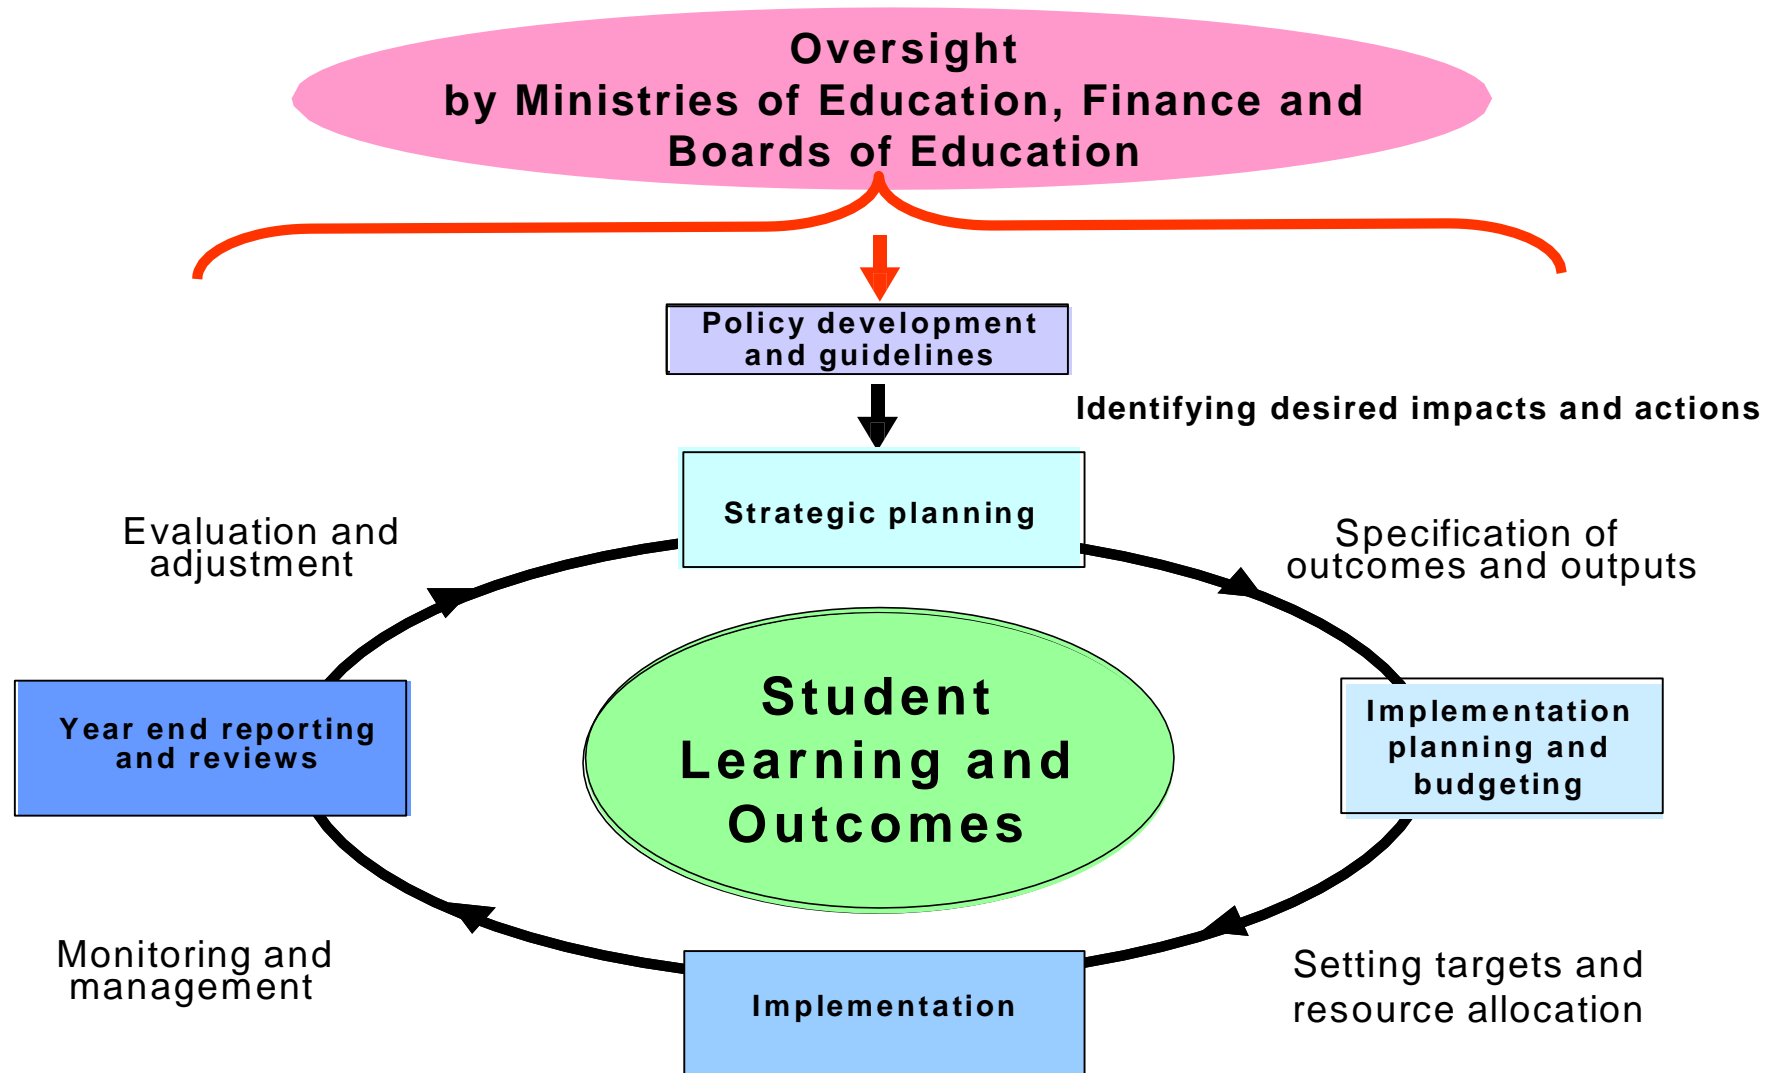 Oversight
by Ministries of Education, Finance and
Boards of Education
Policy development
and guidelines
Identifying desired impacts and actions
Strategic planning
Evaluation and
adjustment
Specification of
outcomes and outputs
Student
Learning and
Outcomes
Year end reporting
and reviews
Implementation
planning and
budgeting
Monitoring and
management
Implementation
Setting targets and
resource allocation